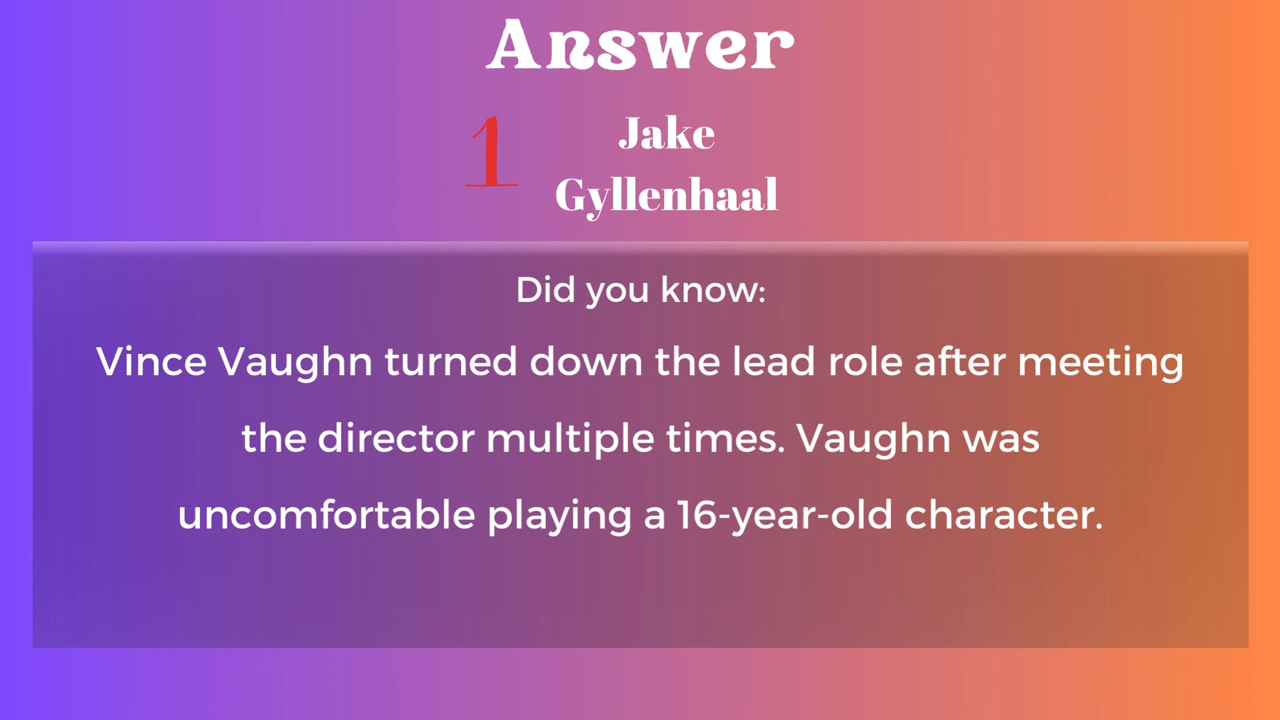 Answer
1
Jake
Gyllenhaal
Did you know:
Vince Vaughn turned down the lead role after meeting
the director multiple times. Vaughn was
uncomfortable playing a 16-year-old character.